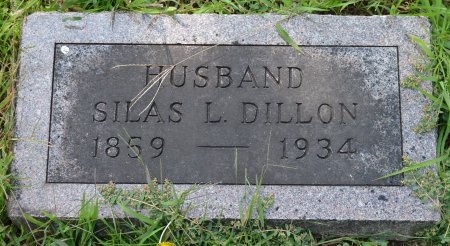 HUSBAND
SILAS L. DILLON
1859 — 1934